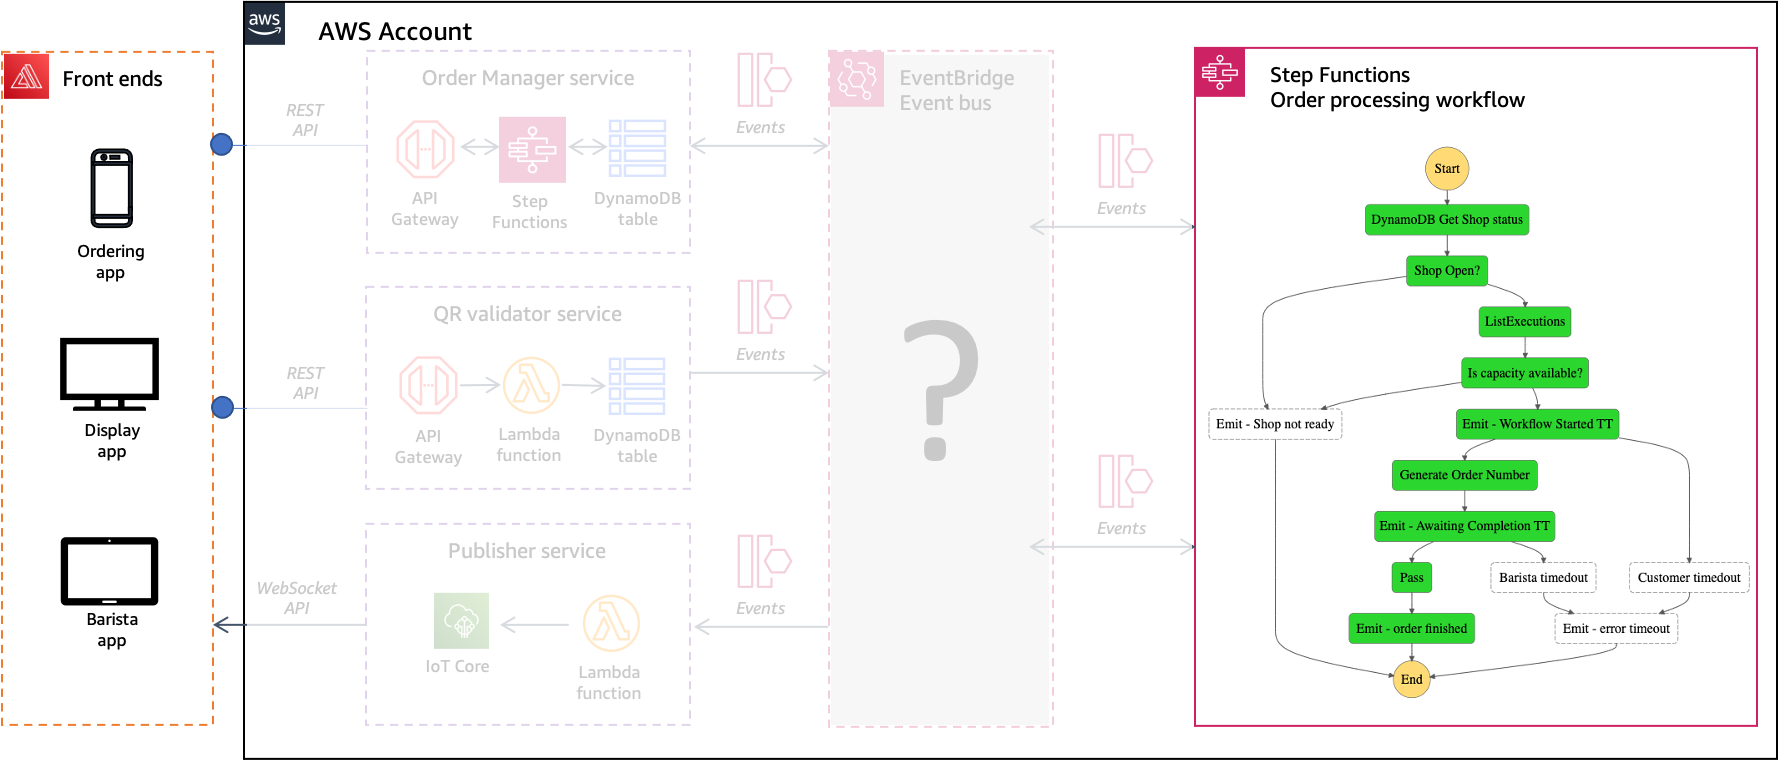 aws
AWS Account
Front ends
Ordering
app
Display
app
Barista
app
REST
API
REST
API
WebSocket
API
Order Manager service
API
Gateway
Step
Functions
DynamoDB
table
QR validator service
API
Gateway
Lambda
function
DynamoDB
table
Publisher service
IoT Core
Lambda
function
Events
Events
Events
EventBridge
Event bus
?
Events
Events
Step Functions
Order processing workflow
Start
DynamoDB Get Shop status
Shop Open?
ListExecutions
Is capacity available?
Emit - Shop not ready
Emit - Workflow Started TT
Generate Order Number
Emit - Awaiting Completion TT
Pass
Barista timedout
Customer timedout
Emit - order finished
Emit - error timeout
End